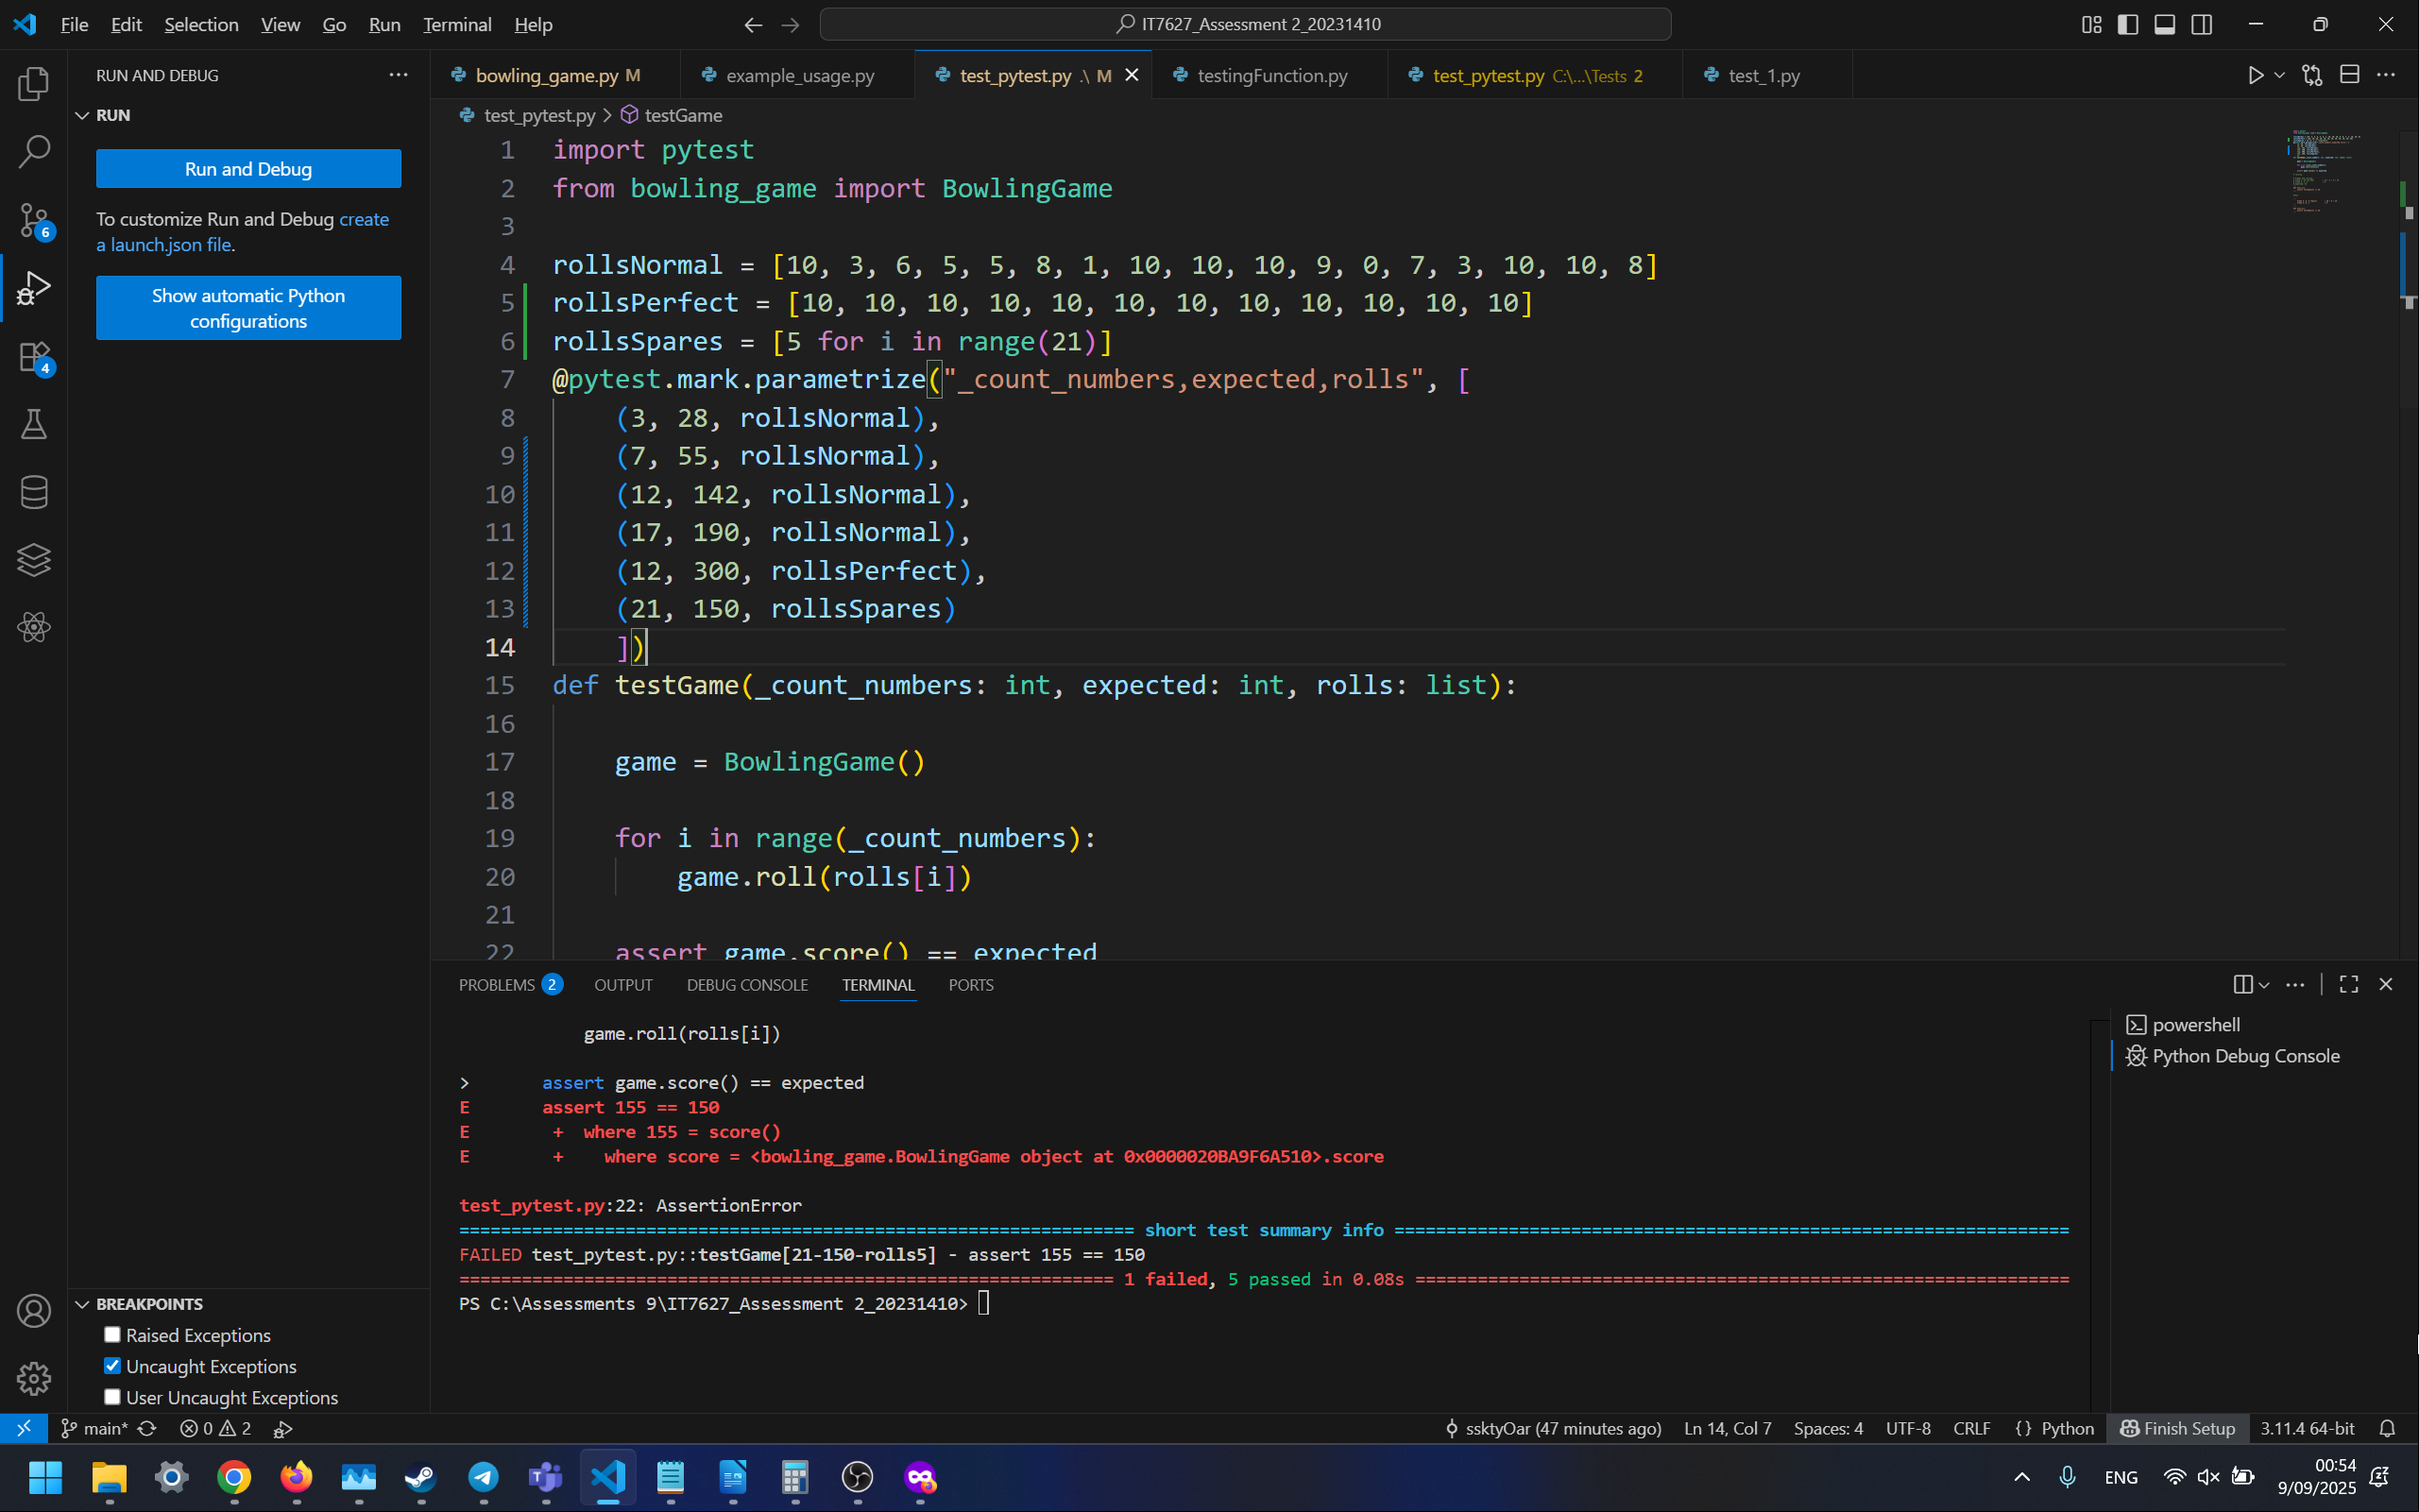 File Edit Selection View Go Run Terminal Help
IT7627_Assessment 2_20231410
RUN AND DEBUG
RUN
Run and Debug
To customize Run and Debug create
a launch.json file.
Show automatic Python
configurations
6
4
bowling_game.py M
example_usage.py
test_pytest.py .\ M
testingFunction.py
test_pytest.py C:\...\Tests 2
test_1.py
test_pytest.py > testGame
1 import pytest
2 from bowling_game import BowlingGame
3
4 rollsNormal = [10, 3, 6, 5, 5, 8, 1, 10, 10, 10, 9, 0, 7, 3, 10, 10, 8]
5 rollsPerfect = [10, 10, 10, 10, 10, 10, 10, 10, 10, 10, 10, 10]
6 rollsSpares = [5 for i in range(21)]
7 @pytest.mark.parametrize("_count_numbers,expected,rolls", [
8 (3, 28, rollsNormal),
9 (7, 55, rollsNormal),
10 (12, 142, rollsNormal),
11 (17, 190, rollsNormal),
12 (12, 300, rollsPerfect),
13 (21, 150, rollsSpares)
14 ])
15 def testGame(_count_numbers: int, expected: int, rolls: list):
16
17 game = BowlingGame()
18
19 for i in range(_count_numbers):
20 game.roll(rolls[i])
21
22 assert game.score() == expected
PROBLEMS 2 OUTPUT DEBUG CONSOLE TERMINAL PORTS
game.roll(rolls[i])
> assert game.score() == expected
E assert 155 == 150
E + where 155 = score()
E + where score = <bowling_game.BowlingGame object at 0x0000020BA9F6A510>.score
test_pytest.py:22: AssertionError
================================================================= short test summary info =================================================================
FAILED test_pytest.py::testGame[21-150-rolls5] - assert 155 == 150
=============================================================== 1 failed, 5 passed in 0.08s ===============================================================
PS C:\Assessments 9\IT7627_Assessment 2_20231410>
powershell
Python Debug Console
BREAKPOINTS
Raised Exceptions
Uncaught Exceptions
User Uncaught Exceptions
main* 0 2
ssktyOar (47 minutes ago) Ln 14, Col 7 Spaces: 4 UTF-8 CRLF {} Python Finish Setup 3.11.4 64-bit
ENG
00:54
9/09/2025